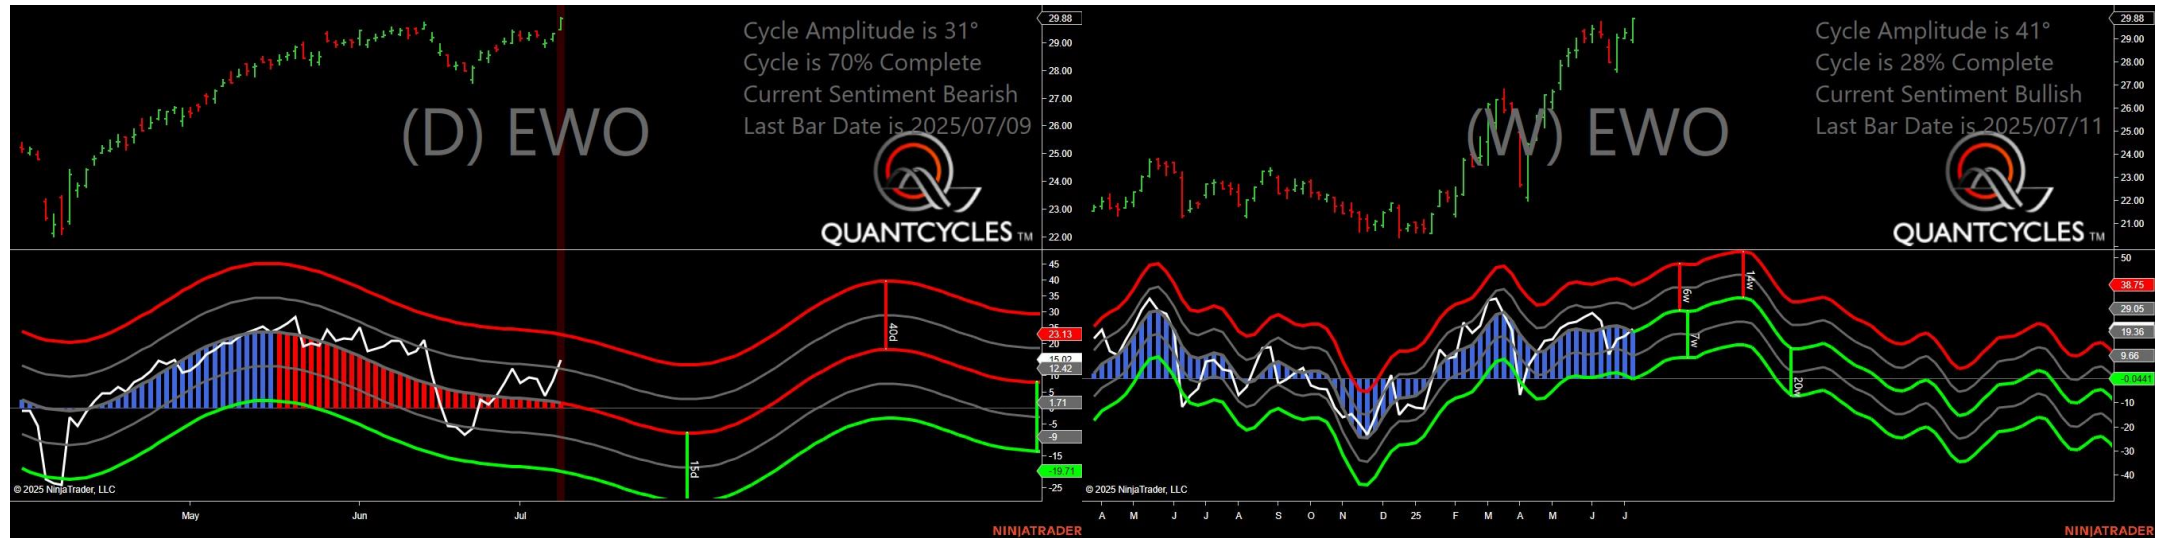 Cycle Amplitude is 31°
Cycle is 70% Complete
Current Sentiment Bearish
Last Bar Date is 2025/07/09
(D) EWO
QUANTCYCLES TM
29.88
29.00
28.00
27.00
26.00
25.00
24.00
23.00
22.00
45
40
35
30
23.13
20
15.02
12.42
5
1.71
-5
-9
-15
-19.71
-25
40d
15d
© 2025 NinjaTrader, LLC
May
Jun
Jul
NINJATRADER
Cycle Amplitude is 41°
Cycle is 28% Complete
Current Sentiment Bullish
Last Bar Date is 2025/07/11
(W) EWO
QUANTCYCLES TM
29.88
29.00
28.00
27.00
26.00
25.00
24.00
23.00
22.00
21.00
50
38.75
29.05
19.36
9.66
-0.0441
-10
-20
-30
-40
6w
14w
7w
20w
© 2025 NinjaTrader, LLC
A M J J A S O N D 25 F M A M J J
NINJATRADER